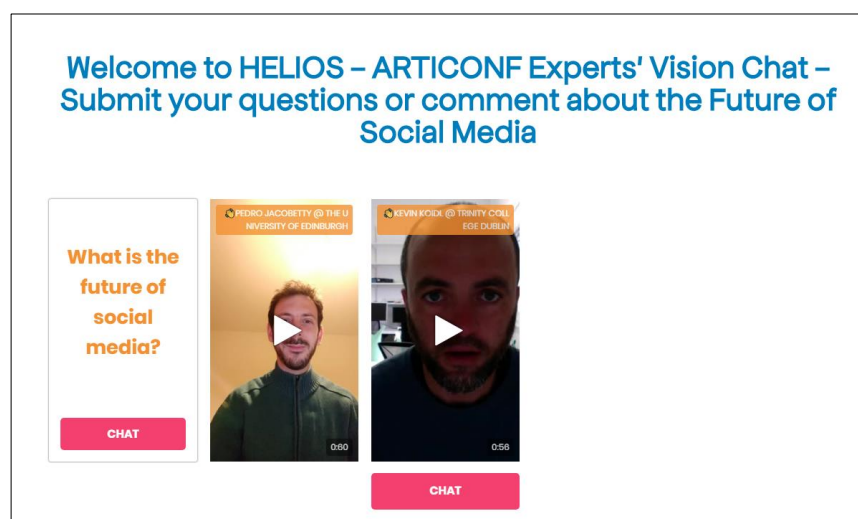 Welcome to HELIOS – ARTICONF Experts' Vision Chat –
Submit your questions or comment about the Future of
Social Media
What is the
future of
social
media?
CHAT
PEDRO JACOBETTY @ THE U
NIVERSITY OF EDINBURGH
0:60
KEVIN KOIDL @ TRINITY COLL
EGE DUBLIN
0:56
CHAT